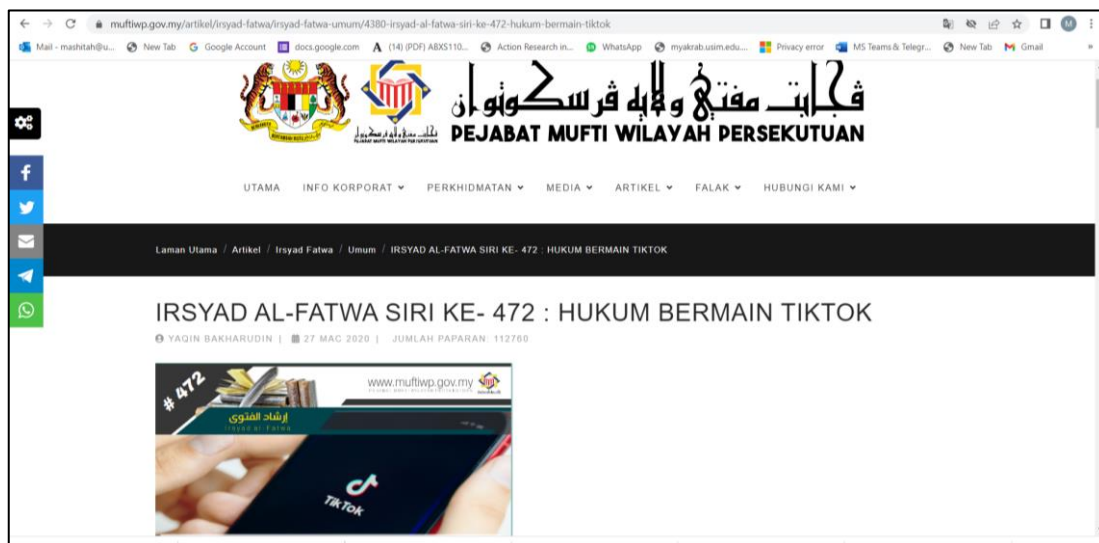 muftiwp.gov.my/artikel/irsyad-fatwa/irsyad-fatwa-umum/4380-irsyad-al-fatwa-siri-ke-472-hukum-bermain-tiktok
Mail - mashitah@u... New Tab Google Account docs.google.com (14) (PDF) ABXS110... Action Research in... WhatsApp myakrab.usim.edu.... Privacy error MS Teams & Telegr... New Tab Gmail »
M
ڤجابت مفتي ولايه ڤرسكوتوان
PEJABAT MUFTI WILAYAH PERSEKUTUAN
UTAMA INFO KORPORAT PERKHIDMATAN MEDIA ARTIKEL FALAK HUBUNGI KAMI
Laman Utama / Artikel / Irsyad Fatwa / Umum / IRSYAD AL-FATWA SIRI KE- 472 : HUKUM BERMAIN TIKTOK
IRSYAD AL-FATWA SIRI KE- 472 : HUKUM BERMAIN TIKTOK
YAQIN BAKHARUDIN | 27 MAC 2020 | JUMLAH PAPARAN: 112760
# 472
www.muftiwp.gov.my
إرشاد الفتوى
Irsyad al-Fatwa
TikTok